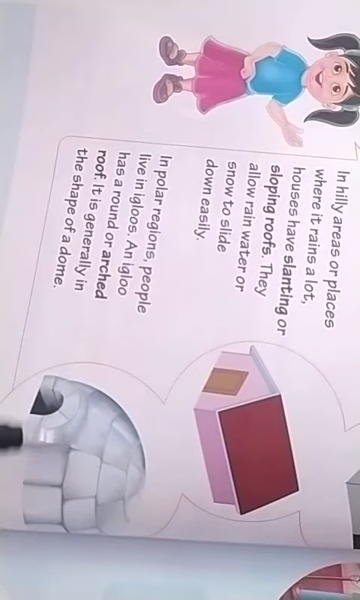 In hilly areas or places
where it rains a lot,
houses have slanting or
sloping roofs. They
allow rain water or
snow to slide
down easily.
In polar regions, people
live in igloos. An igloo
has a round or arched
roof. It is generally in
the shape of a dome.